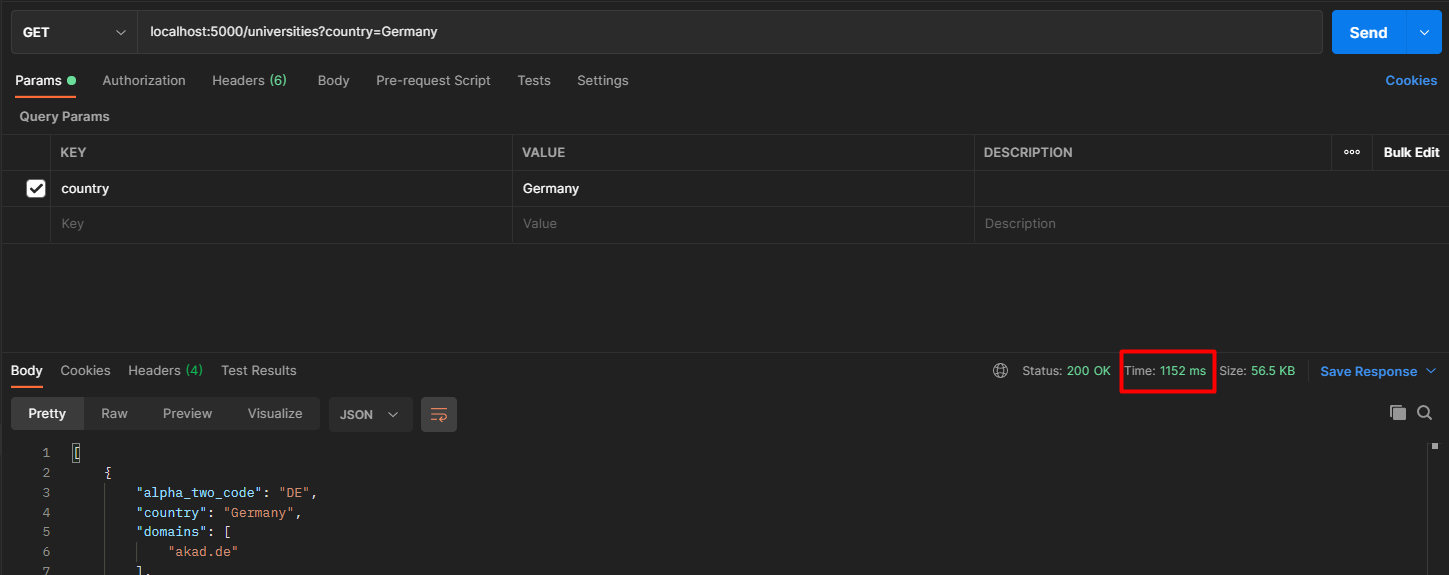 GET localhost:5000/universities?country=Germany Send
Params Authorization Headers (6) Body Pre-request Script Tests Settings Cookies
Query Params
KEY VALUE DESCRIPTION Bulk Edit
country Germany
Key Value Description
Body Cookies Headers (4) Test Results Status: 200 OK Time: 1152 ms Size: 56.5 KB Save Response
Pretty Raw Preview Visualize JSON
1 [
2 {
3 "alpha_two_code": "DE",
4 "country": "Germany",
5 "domains": [
6 "akad.de"
7 ],